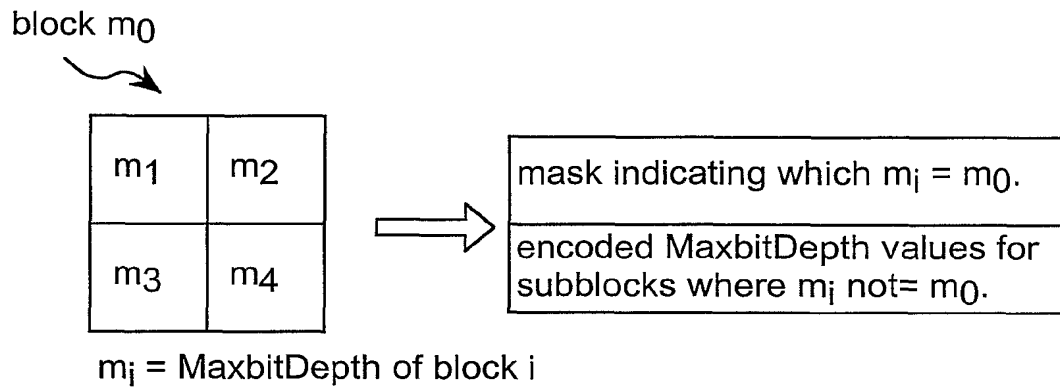 block m0
m1 m2
m3 m4
mask indicating which mi = m0.
encoded MaxbitDepth values for
subblocks where mi not= m0.
mi = MaxbitDepth of block i